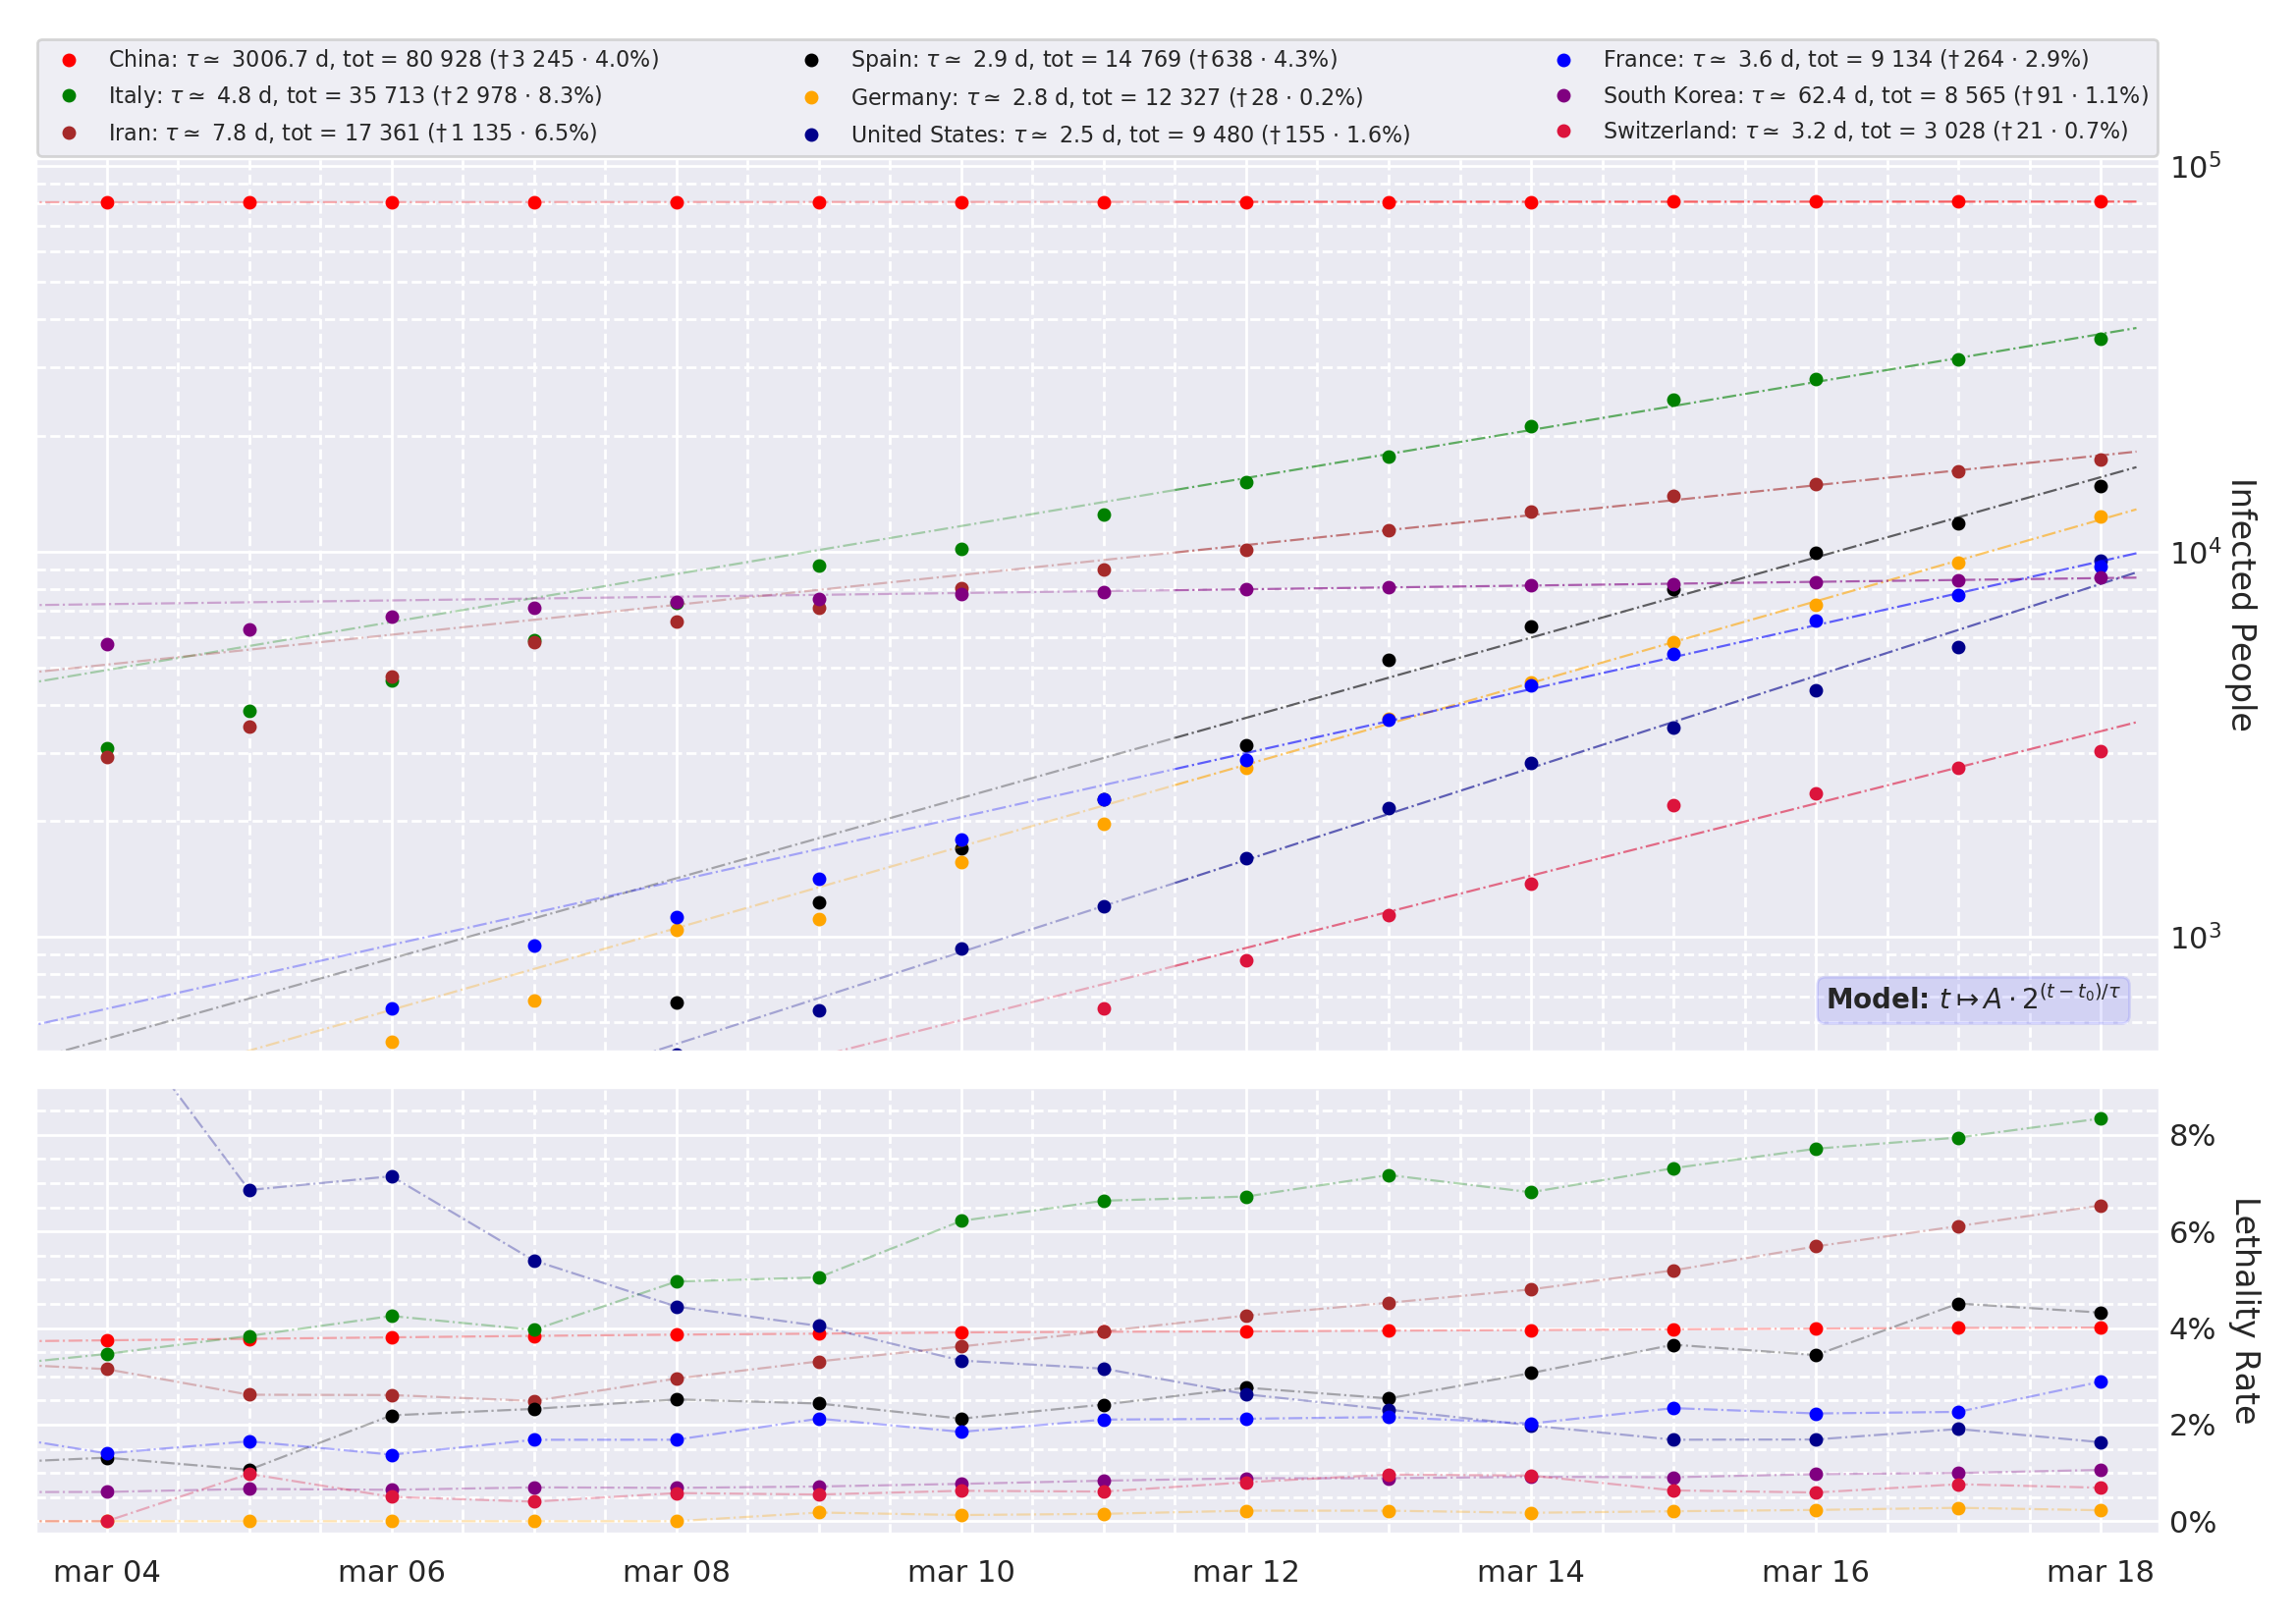 China: τ ≃ 3006.7 d, tot = 80 928 (†3 245 · 4.0%)
Italy: τ ≃ 4.8 d, tot = 35 713 (†2 978 · 8.3%)
Iran: τ ≃ 7.8 d, tot = 17 361 (†1 135 · 6.5%)
Spain: τ ≃ 2.9 d, tot = 14 769 (†638 · 4.3%)
Germany: τ ≃ 2.8 d, tot = 12 327 (†28 · 0.2%)
United States: τ ≃ 2.5 d, tot = 9 480 (†155 · 1.6%)
France: τ ≃ 3.6 d, tot = 9 134 (†264 · 2.9%)
South Korea: τ ≃ 62.4 d, tot = 8 565 (†91 · 1.1%)
Switzerland: τ ≃ 3.2 d, tot = 3 028 (†21 · 0.7%)
10⁵
10⁴
10³
Infected People
Model: t ↦ A · 2^{(t − t₀)/τ}
8%
6%
4%
2%
0%
Lethality Rate
mar 04 mar 06 mar 08 mar 10 mar 12 mar 14 mar 16 mar 18